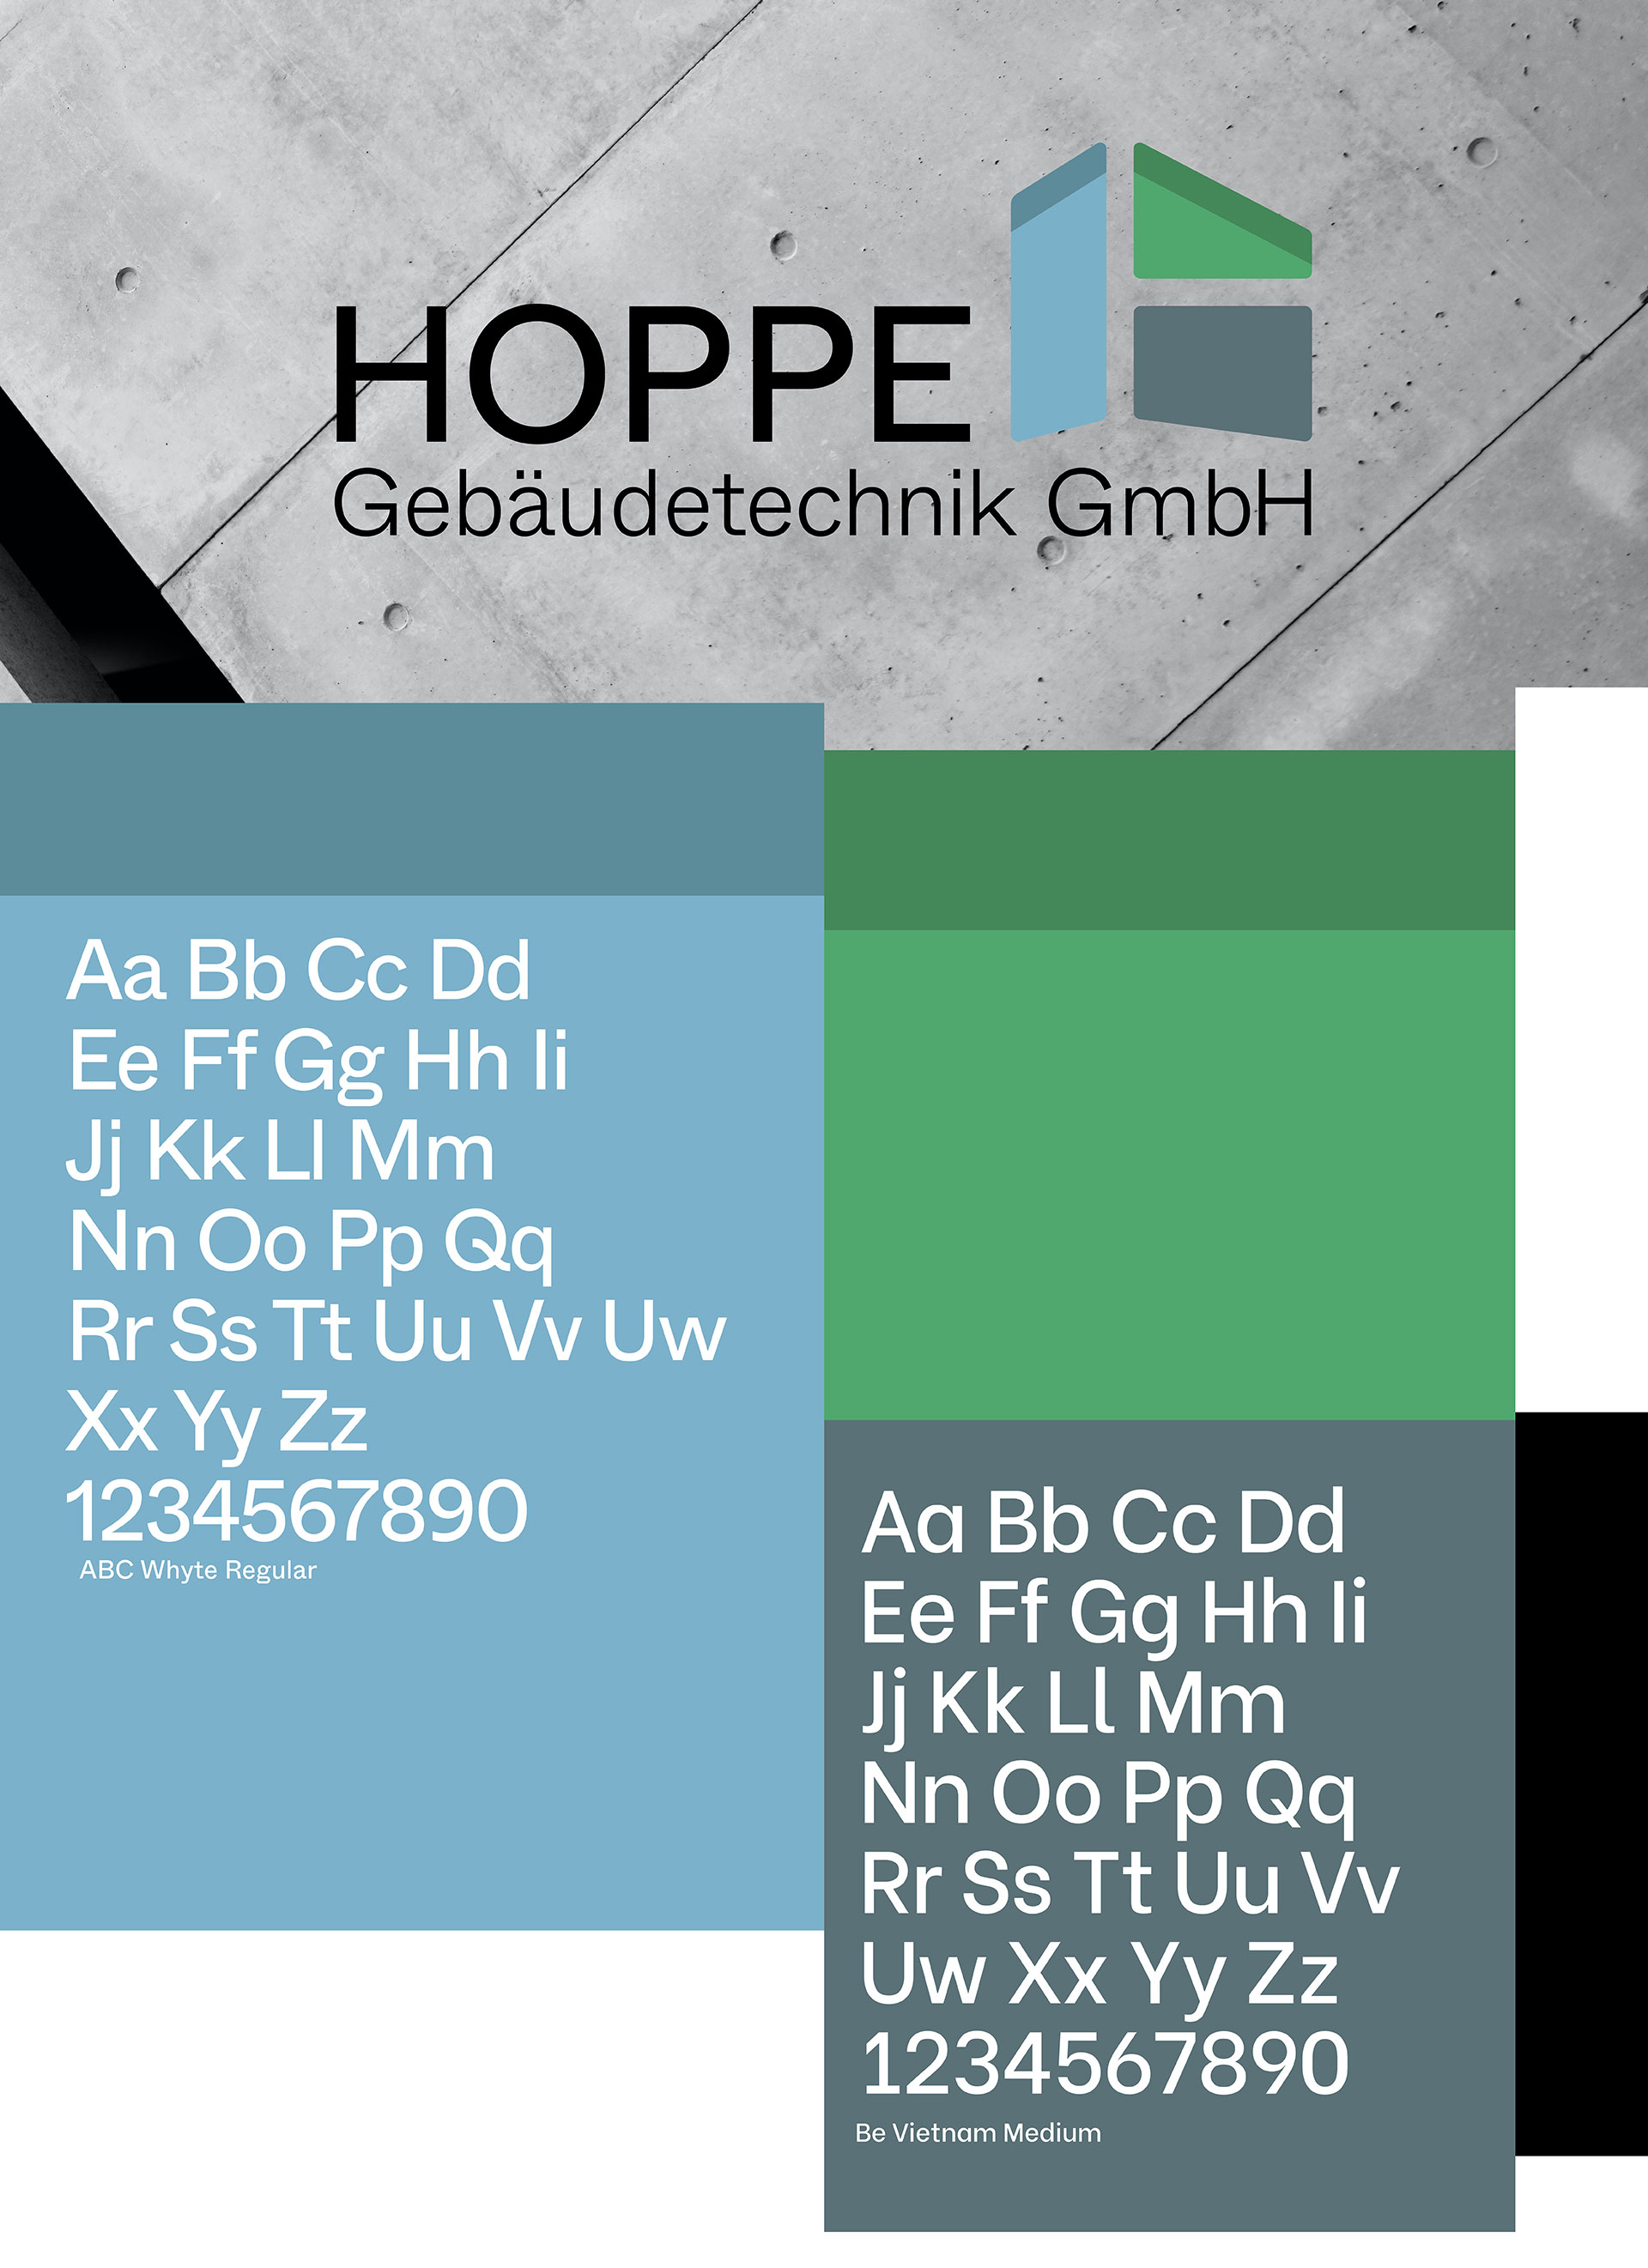 HOPPE
Gebäudetechnik GmbH
Aa Bb Cc Dd
Ee Ff Gg Hh Ii
Jj Kk Ll Mm
Nn Oo Pp Qq
Rr Ss Tt Uu Vv Uw
Xx Yy Zz
1234567890
ABC Whyte Regular
Aa Bb Cc Dd
Ee Ff Gg Hh Ii
Jj Kk Ll Mm
Nn Oo Pp Qq
Rr Ss Tt Uu Vv
Uw Xx Yy Zz
1234567890
Be Vietnam Medium